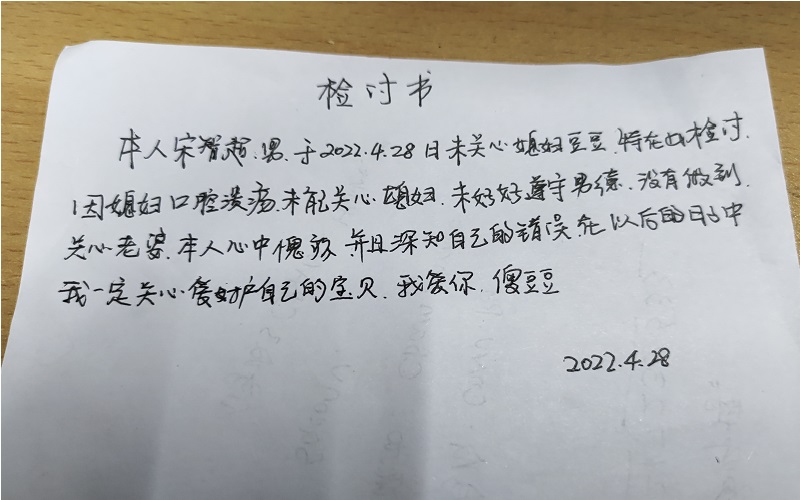 检讨书
本人宋智超.男.于2022.4.28日未关心媳妇豆豆.特在此检讨.
因媳妇口腔溃疡.未能关心媳妇.未好好遵守男德.没有做到
关心老婆.本人心中愧疚.并且深知自己的错误.在以后的日子中
我一定关心爱护自己的宝贝.我爱你.傻豆豆
2022.4.28